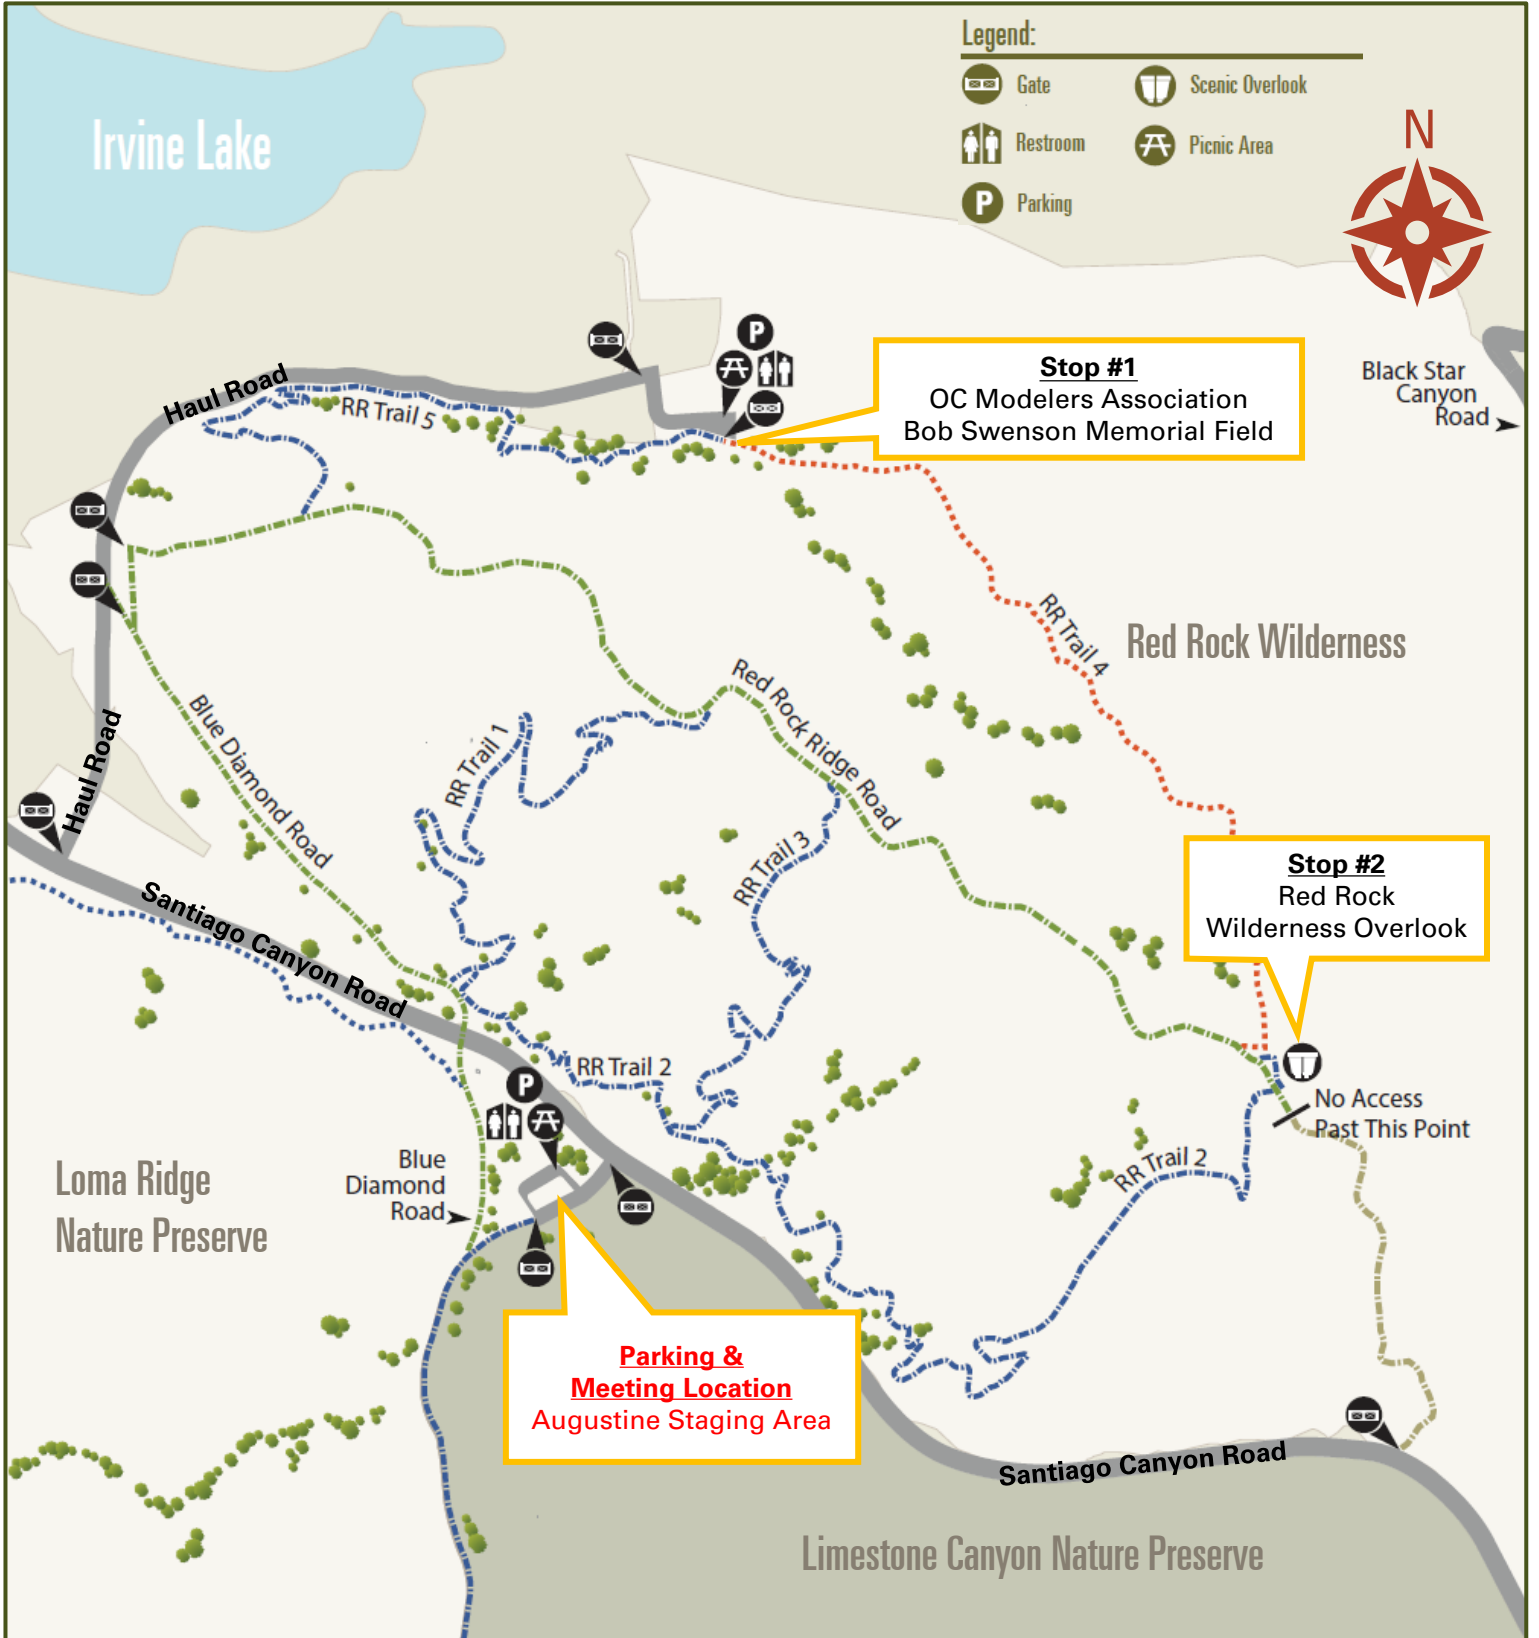 Legend:
Gate
Scenic Overlook
Restroom
Picnic Area
Parking
N
Irvine Lake
P
Stop #1
OC Modelers Association
Bob Swenson Memorial Field
Black Star
Canyon
Road
Haul Road
RR Trail 5
RR Trail 4
Red Rock Wilderness
Red Rock Ridge Road
Blue Diamond Road
RR Trail 1
Haul Road
RR Trail 3
Stop #2
Red Rock
Wilderness Overlook
Santiago Canyon Road
RR Trail 2
P
No Access
Past This Point
RR Trail 2
Blue
Diamond
Road
Loma Ridge
Nature Preserve
Parking &
Meeting Location
Augustine Staging Area
Santiago Canyon Road
Limestone Canyon Nature Preserve
P